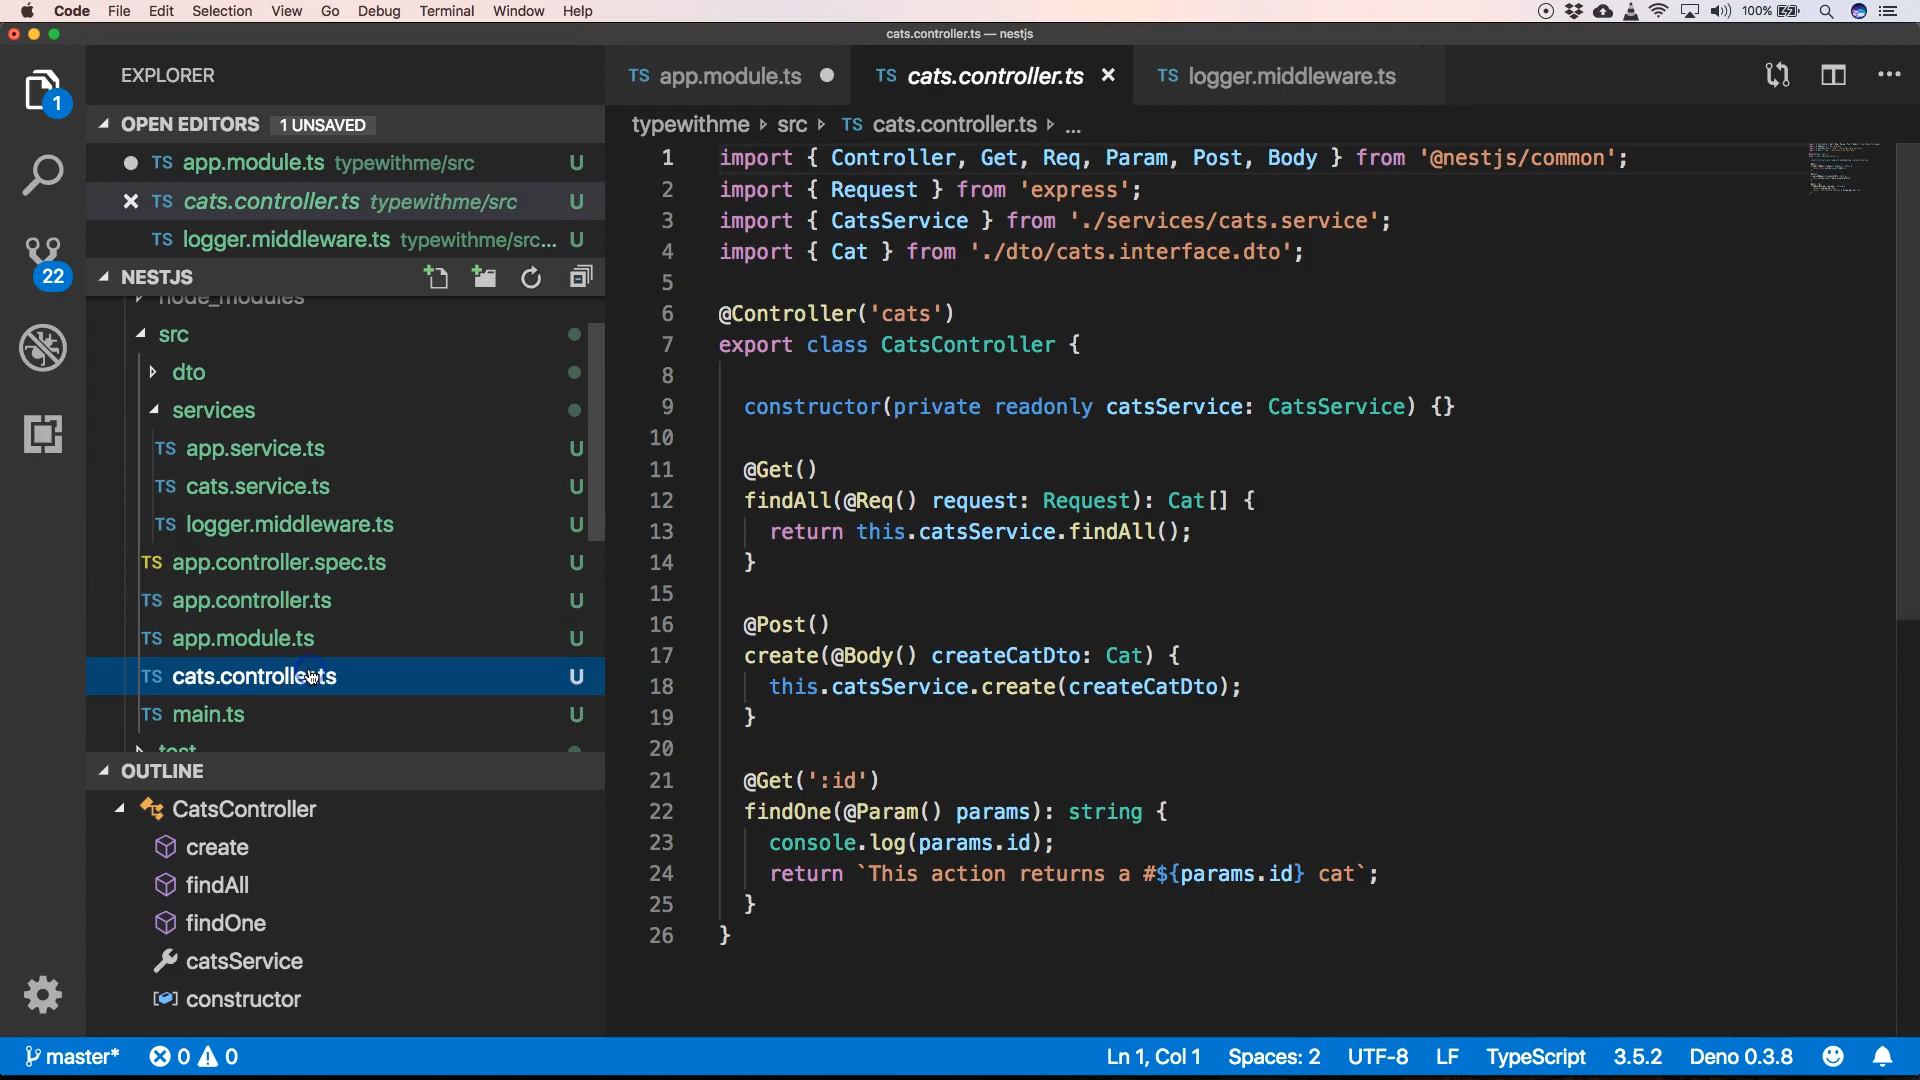 Code File Edit Selection View Go Debug Terminal Window Help 100%
cats.controller.ts — nestjs
EXPLORER
1
OPEN EDITORS 1 UNSAVED
TS app.module.ts typewithme/src U
TS cats.controller.ts typewithme/src U
TS logger.middleware.ts typewithme/src... U
22
NESTJS
node_modules
src
dto
services
TS app.service.ts U
TS cats.service.ts U
TS logger.middleware.ts U
TS app.controller.spec.ts U
TS app.controller.ts U
TS app.module.ts U
TS cats.controller.ts U
TS main.ts U
test
OUTLINE
CatsController
create
findAll
findOne
catsService
constructor
TS app.module.ts TS cats.controller.ts TS logger.middleware.ts
typewithme src TS cats.controller.ts ...
1 import { Controller, Get, Req, Param, Post, Body } from '@nestjs/common';
2 import { Request } from 'express';
3 import { CatsService } from './services/cats.service';
4 import { Cat } from './dto/cats.interface.dto';
5
6 @Controller('cats')
7 export class CatsController {
8
9 constructor(private readonly catsService: CatsService) {}
10
11 @Get()
12 findAll(@Req() request: Request): Cat[] {
13 return this.catsService.findAll();
14 }
15
16 @Post()
17 create(@Body() createCatDto: Cat) {
18 this.catsService.create(createCatDto);
19 }
20
21 @Get(':id')
22 findOne(@Param() params): string {
23 console.log(params.id);
24 return `This action returns a #${params.id} cat`;
25 }
26 }
master* 0 0 Ln 1, Col 1 Spaces: 2 UTF-8 LF TypeScript 3.5.2 Deno 0.3.8